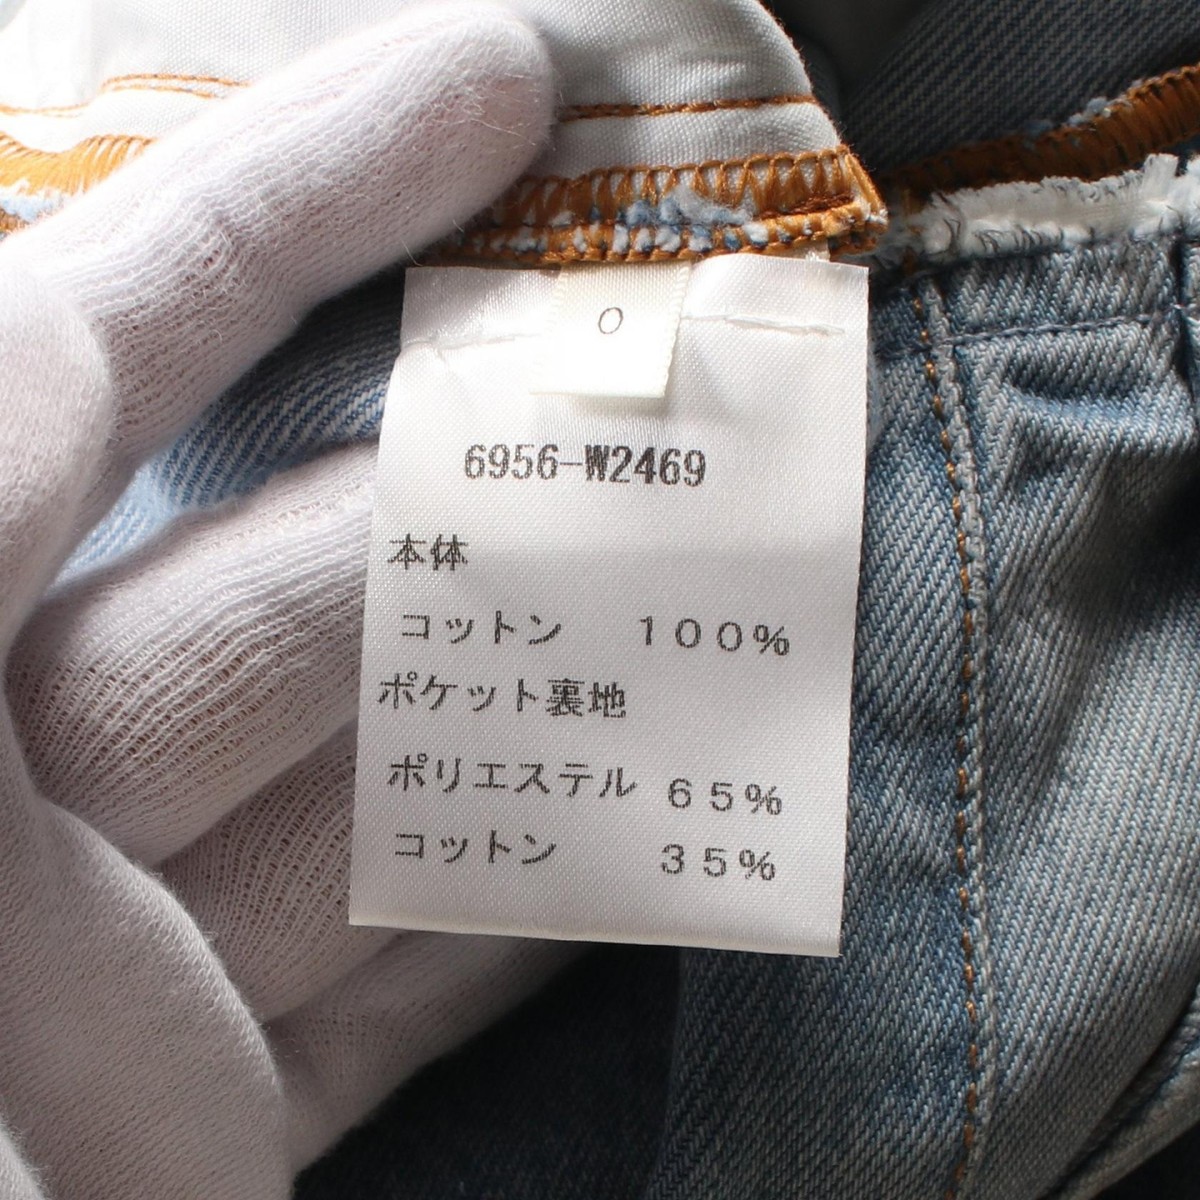 0
6956-W2469
本体
コットン 100%
ポケット裏地
ポリエステル 65%
コットン 35%